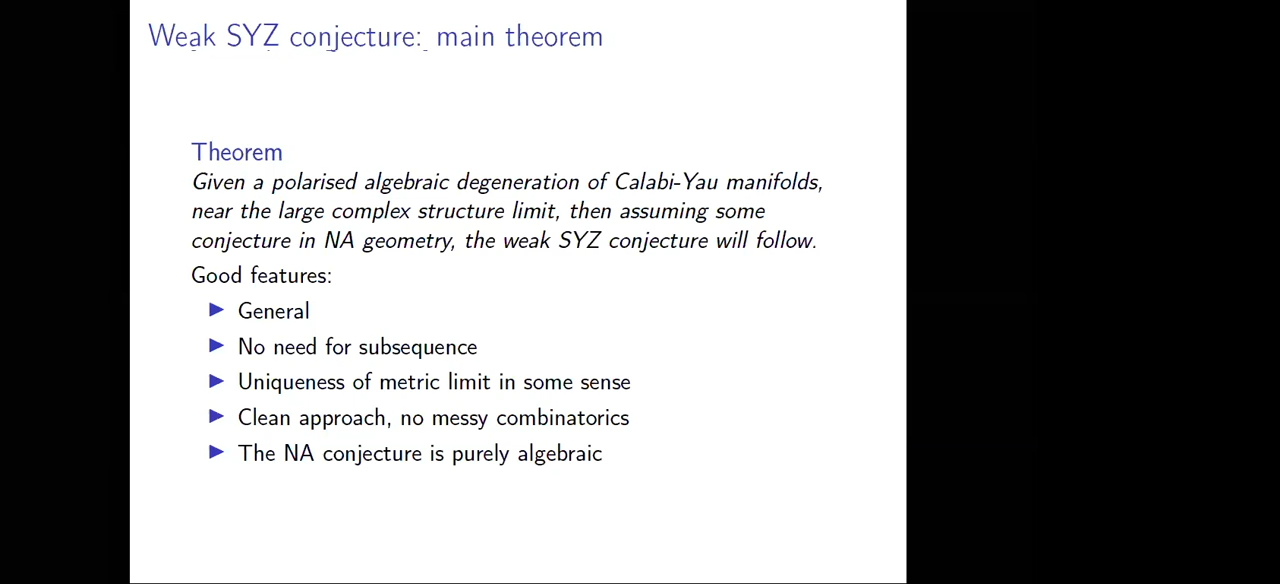 Weak SYZ conjecture: main theorem
Theorem
Given a polarised algebraic degeneration of Calabi-Yau manifolds,
near the large complex structure limit, then assuming some
conjecture in NA geometry, the weak SYZ conjecture will follow.
Good features:
▶ General
▶ No need for subsequence
▶ Uniqueness of metric limit in some sense
▶ Clean approach, no messy combinatorics
▶ The NA conjecture is purely algebraic